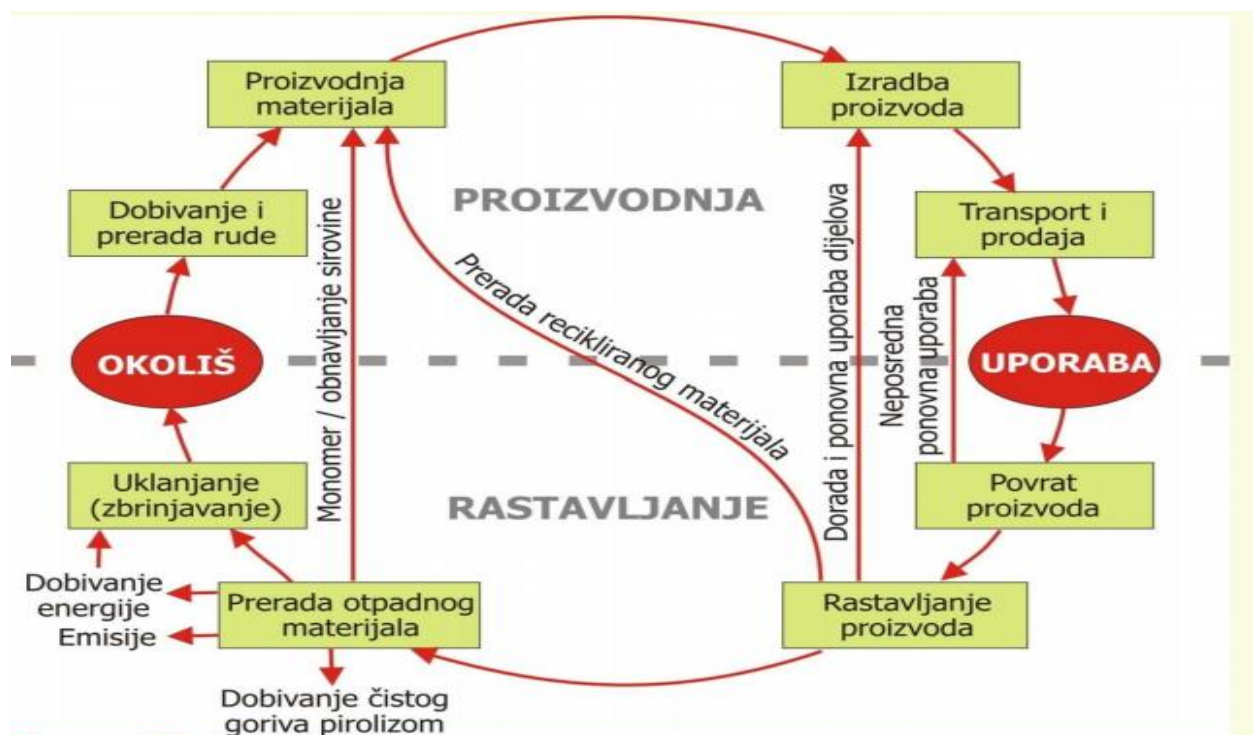 Proizvodnja
materijala
Izradba
proizvoda
Dobivanje i
prerada rude
PROIZVODNJA
Transport i
prodaja
Monomer / obnavljanje sirovine
Prerada recikliranog materijala
Dorada i ponovna uporaba dijelova
Neposredna
ponovna uporaba
OKOLIŠ
UPORABA
Uklanjanje
(zbrinjavanje)
RASTAVLJANJE
Povrat
proizvoda
Dobivanje
energije
Emisije
Prerada otpadnog
materijala
Rastavljanje
proizvoda
Dobivanje čistog
goriva pirolizom